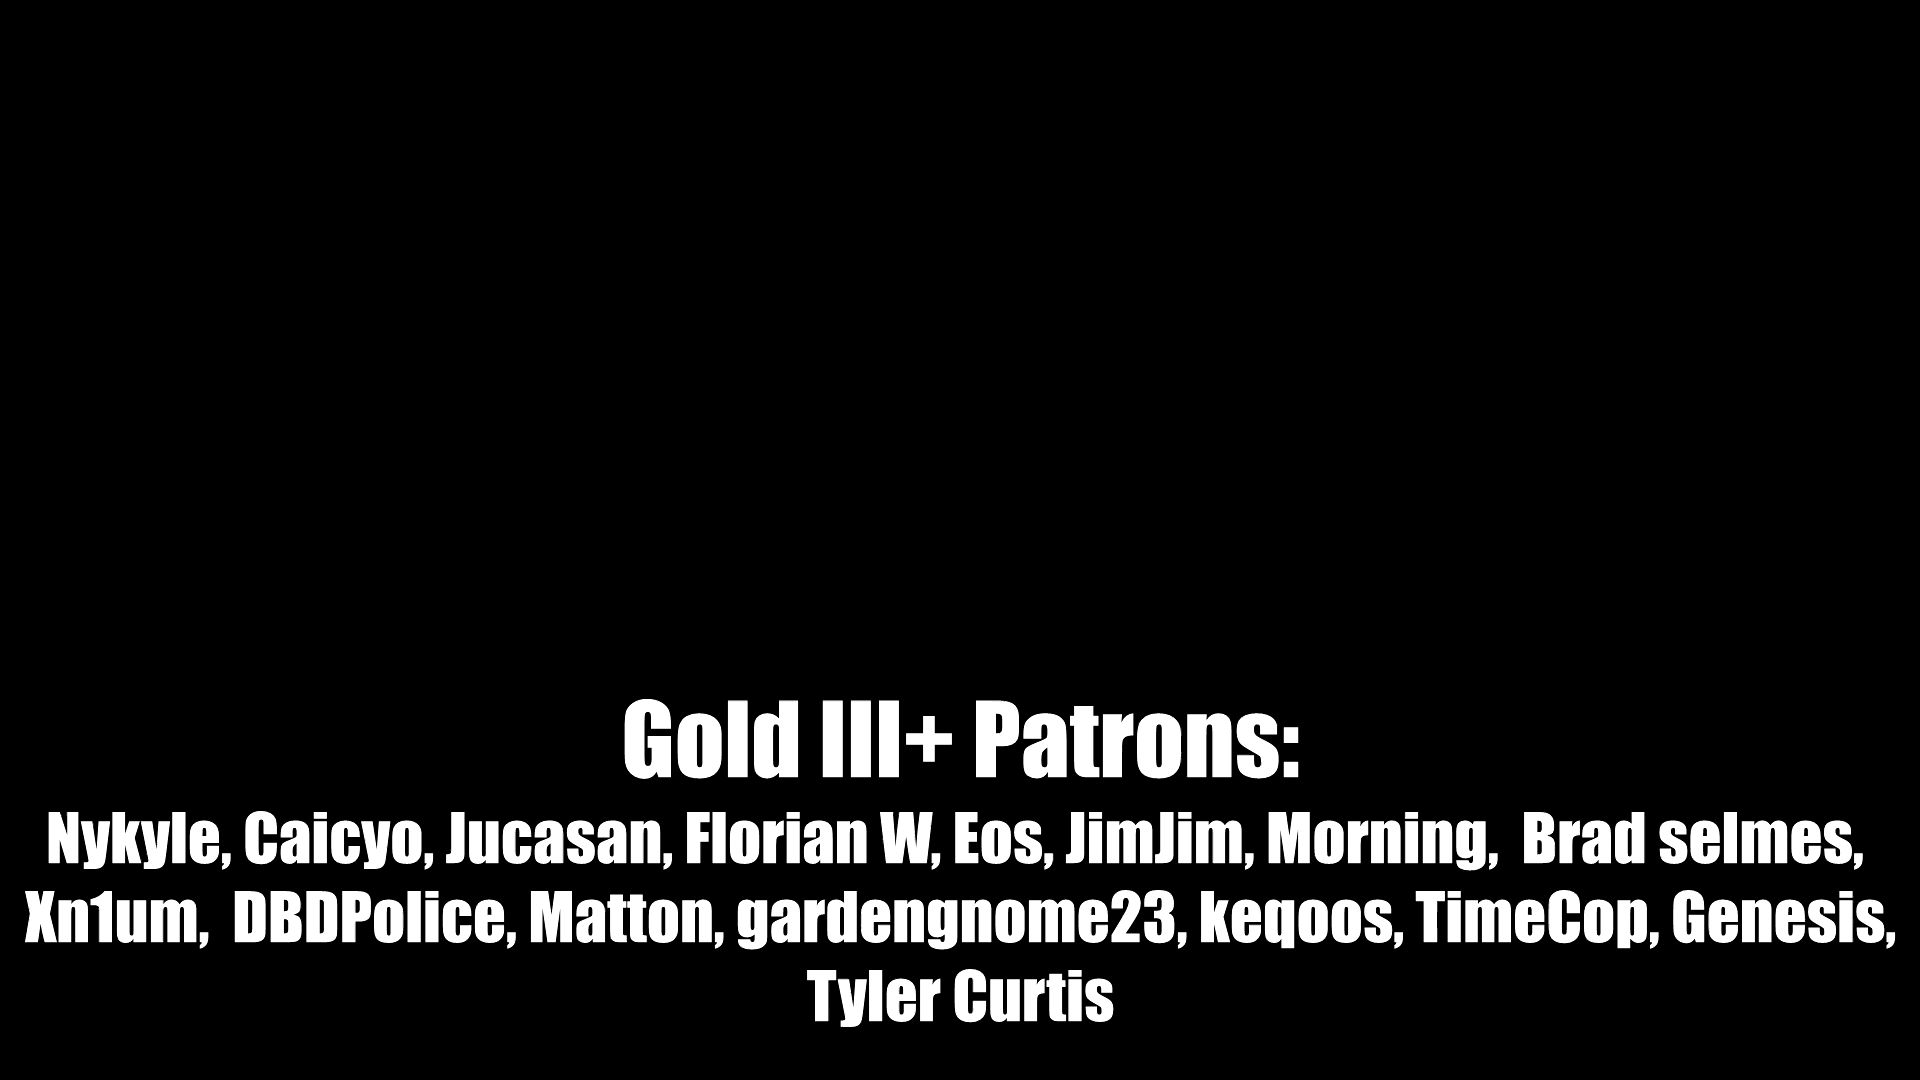 Gold III+ Patrons:
Nykyle, Caicyo, Jucasan, Florian W, Eos, JimJim, Morning,  Brad selmes,
Xn1um,  DBDPolice, Matton, gardengnome23, keqoos, TimeCop, Genesis,
Tyler Curtis